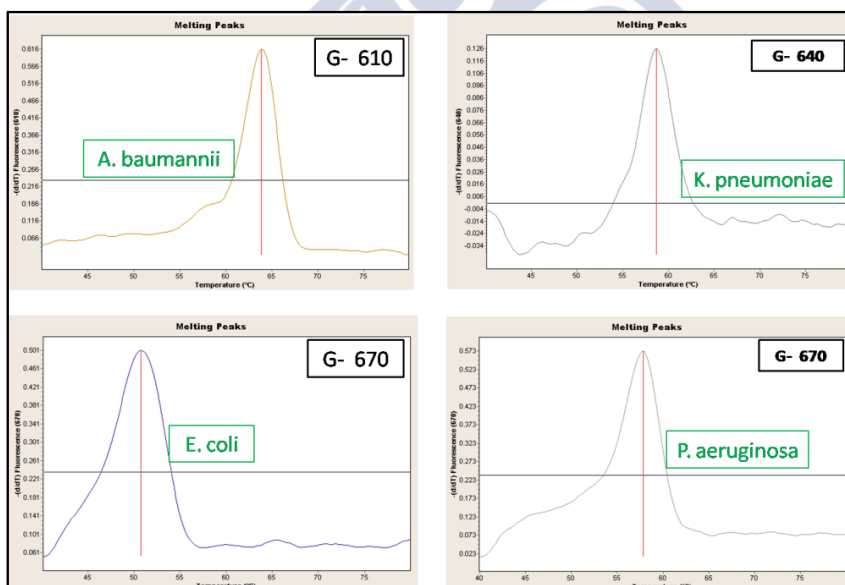 Melting Peaks
G- 610
A. baumannii
-(d/dT) Fluorescence (610)
0.616
0.566
0.516
0.466
0.416
0.366
0.316
0.266
0.216
0.166
0.116
0.066
45 50 55 60 65 70 75
Temperature (°C)
Melting Peaks
G- 640
K. pneumoniae
-(d/dT) Fluorescence (640)
0.126
0.116
0.106
0.096
0.086
0.076
0.066
0.056
0.046
0.036
0.026
0.016
0.006
-0.004
-0.014
-0.024
-0.034
45 50 55 60 65 70 75
Temperature (°C)
Melting Peaks
G- 670
E. coli
-(d/dT) Fluorescence (670)
0.501
0.461
0.421
0.381
0.341
0.301
0.261
0.221
0.181
0.141
0.101
0.061
45 50 55 60 65 70 75
Temperature (°C)
Melting Peaks
G- 670
P. aeruginosa
-(d/dT) Fluorescence (670)
0.573
0.523
0.473
0.423
0.373
0.323
0.273
0.223
0.173
0.123
0.073
0.023
40 45 50 55 60 65 70 75
Temperature (°C)